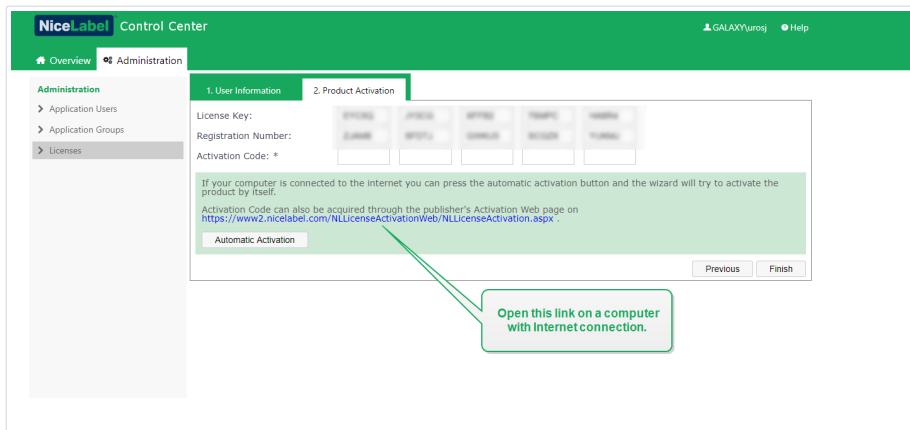 NiceLabel Control Center
GALAXY\urosj Help
Overview Administration
Administration
Application Users
Application Groups
Licenses
1. User Information 2. Product Activation
License Key:
Registration Number:
Activation Code: *
If your computer is connected to the internet you can press the automatic activation button and the wizard will try to activate the
product by itself.
Activation Code can also be acquired through the publisher's Activation Web page on
https://www2.nicelabel.com/NLLicenseActivationWeb/NLLicenseActivation.aspx .
Automatic Activation
Previous Finish
Open this link on a computer
with Internet connection.